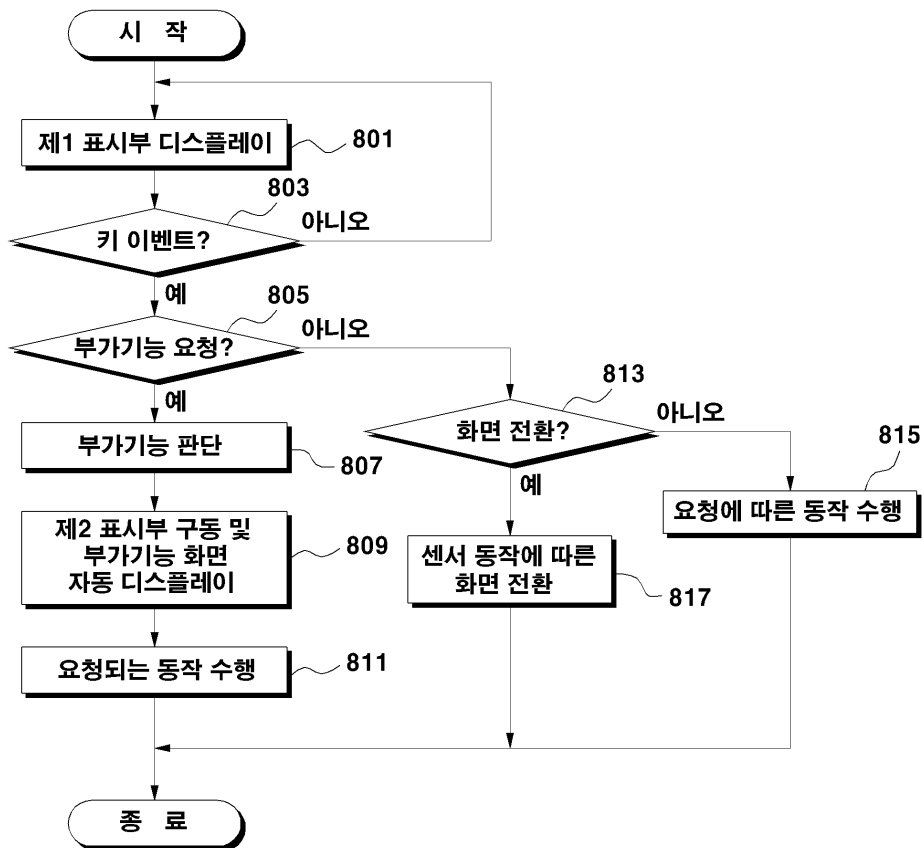 시 작
제1 표시부 디스플레이
801
803
키 이벤트?
아니오
예
805
부가기능 요청?
아니오
예
813
화면 전환?
아니오
예
부가기능 판단
807
815
요청에 따른 동작 수행
제2 표시부 구동 및
부가기능 화면
자동 디스플레이
809
센서 동작에 따른
화면 전환
817
요청되는 동작 수행
811
종 료